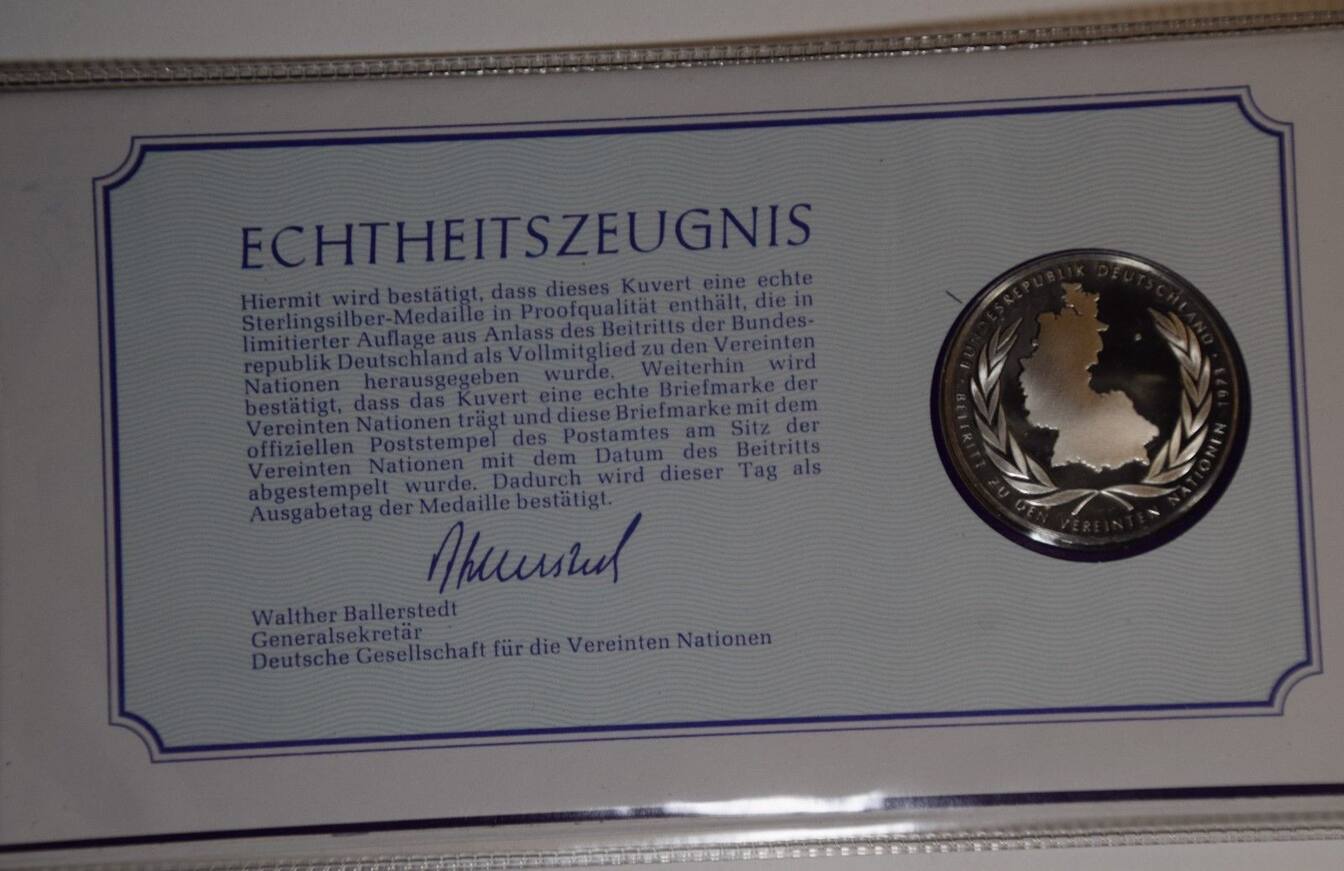 ECHTHEITSZEUGNIS
Hiermit wird bestätigt, dass dieses Kuvert eine echte
Sterlingsilber-Medaille in Proofqualität enthält, die in
limitierter Auflage aus Anlass des Beitritts der Bundes-
republik Deutschland als Vollmitglied zu den Vereinten
Nationen herausgegeben wurde. Weiterhin wird
bestätigt, dass das Kuvert eine echte Briefmarke der
Vereinten Nationen trägt und diese Briefmarke mit dem
offiziellen Poststempel des Postamtes am Sitz der
Vereinten Nationen mit dem Datum des Beitritts
abgestempelt wurde. Dadurch wird dieser Tag als
Ausgabetag der Medaille bestätigt.
Walther Ballerstedt
Generalsekretär
Deutsche Gesellschaft für die Vereinten Nationen
BUNDESREPUBLIK DEUTSCHLAND · 1973
· BEITRITT ZU DEN VEREINTEN NATIONEN